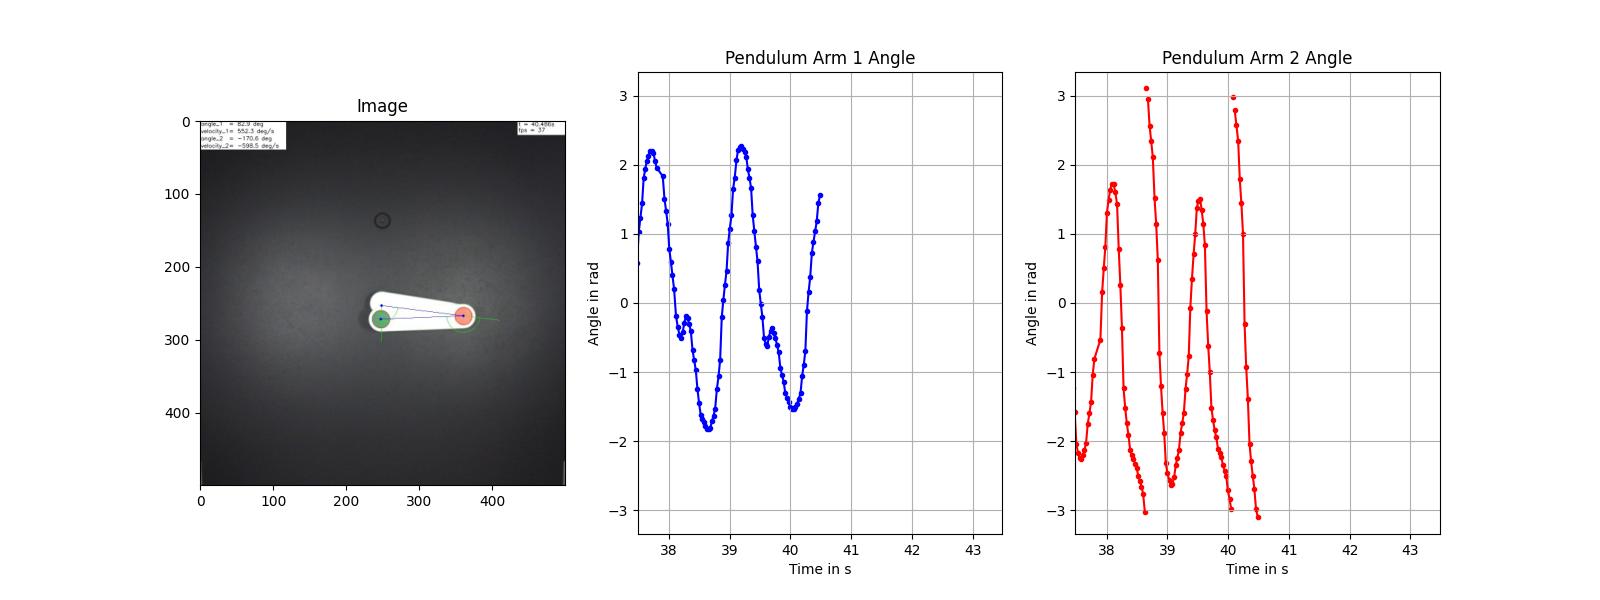 Image
angle_1 = 82.9 deg
velocity_1= 552.3 deg/s
angle_2 = -170.6 deg
velocity_2= -598.5 deg/s
t = 40.486s
fps = 37
0
100
200
300
400
0 100 200 300 400
Pendulum Arm 1 Angle
Angle in rad
3
2
1
0
−1
−2
−3
38 39 40 41 42 43
Time in s
Pendulum Arm 2 Angle
Angle in rad
3
2
1
0
−1
−2
−3
38 39 40 41 42 43
Time in s